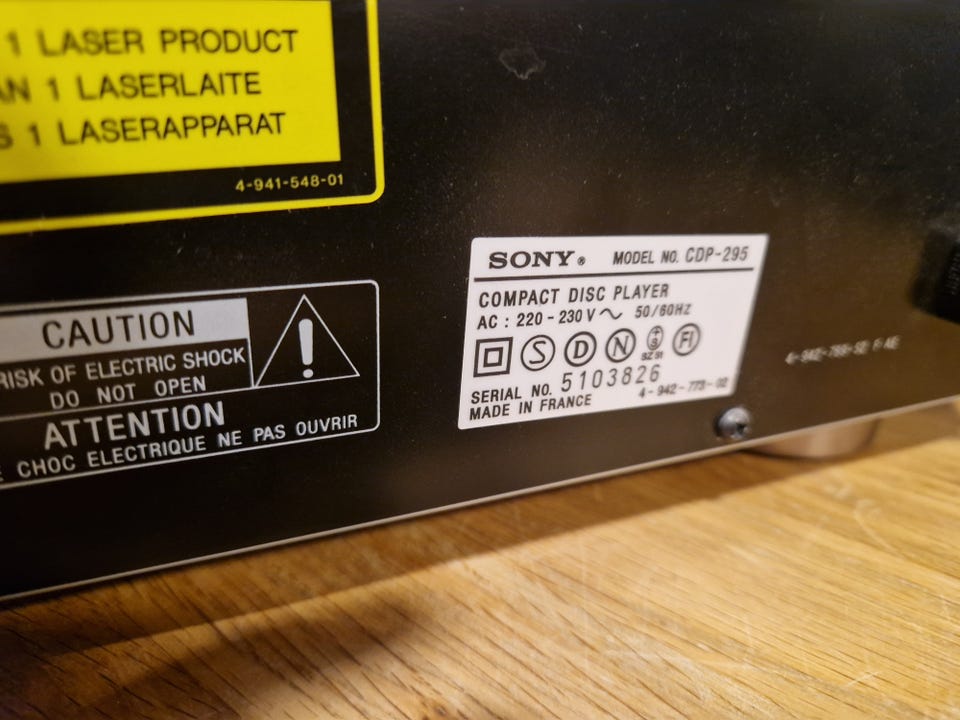 1 LASER PRODUCT
AN 1 LASERLAITE
S 1 LASERAPPARAT
4-941-548-01
CAUTION
RISK OF ELECTRIC SHOCK
DO NOT OPEN
ATTENTION
CHOC ELECTRIQUE NE PAS OUVRIR
SONY® MODEL NO. CDP-295
COMPACT DISC PLAYER
AC : 220 - 230 V ~ 50/60HZ
S D N S FI
SERIAL NO. 5103826
MADE IN FRANCE 4-942-773-02